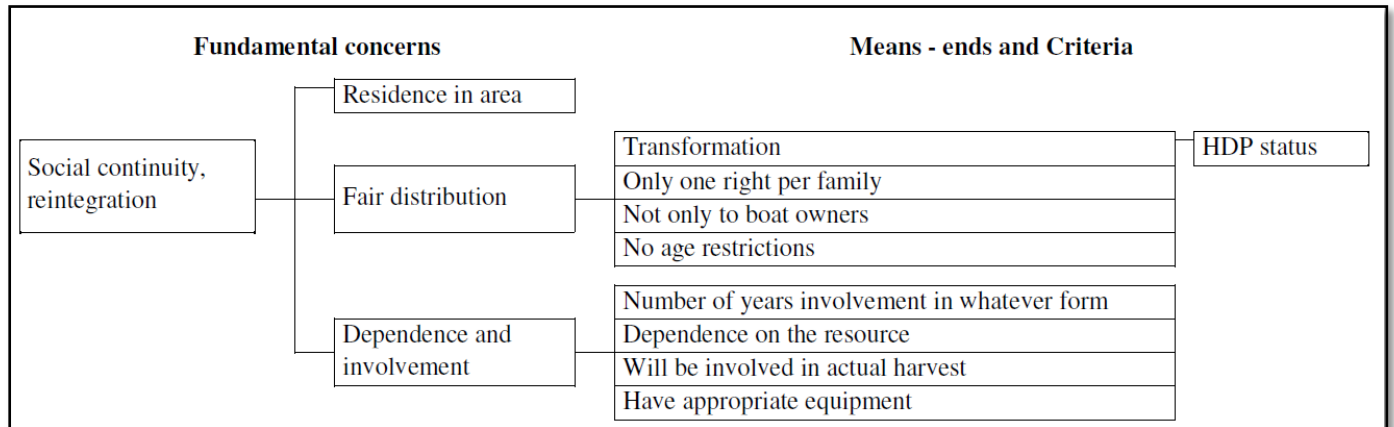 Fundamental concerns
Means - ends and Criteria
Residence in area
Social continuity,
reintegration
Fair distribution
Transformation
HDP status
Only one right per family
Not only to boat owners
No age restrictions
Dependence and
involvement
Number of years involvement in whatever form
Dependence on the resource
Will be involved in actual harvest
Have appropriate equipment